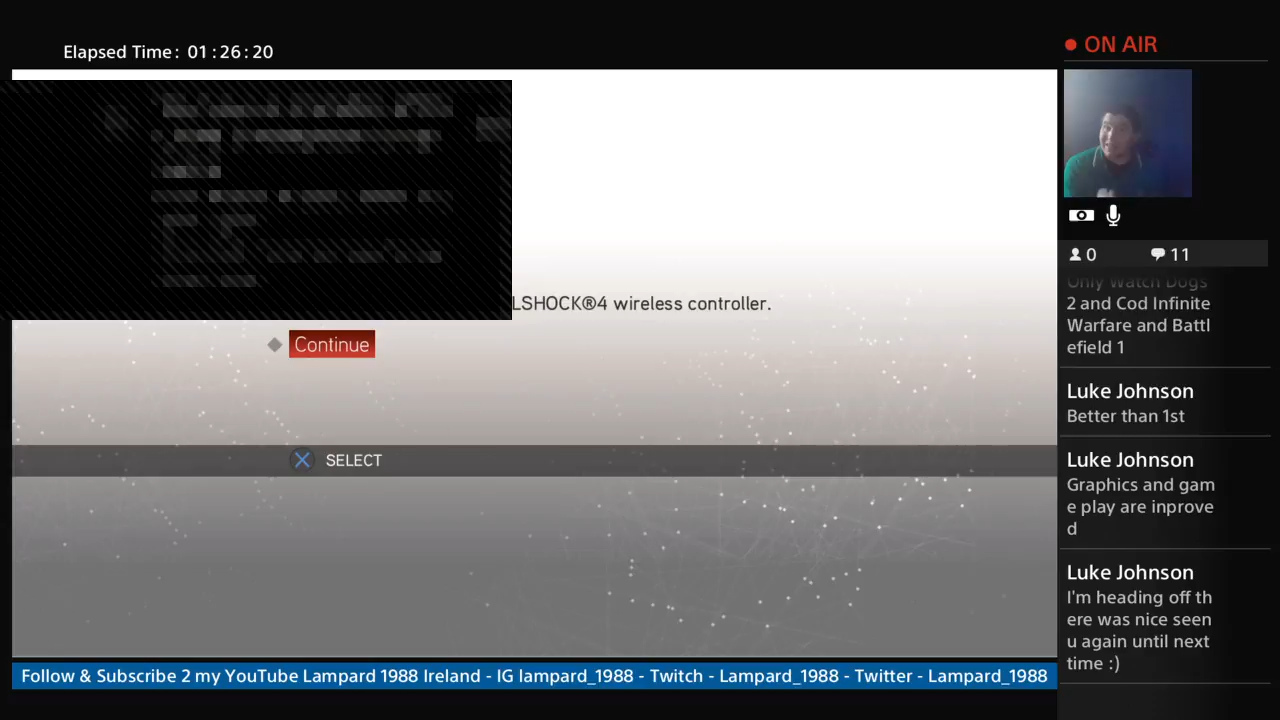 Elapsed Time: 01:26:20
ON AIR
0 11
Only Watch Dogs
2 and Cod Infinite
Warfare and Battl
efield 1
LSHOCK®4 wireless controller.
Continue
Luke Johnson
Better than 1st
SELECT
Luke Johnson
Graphics and gam
e play are inprove
d
Luke Johnson
I'm heading off th
ere was nice seen
u again until next
time :)
Follow & Subscribe 2 my YouTube Lampard 1988 Ireland - IG lampard_1988 - Twitch - Lampard_1988 - Twitter - Lampard_1988